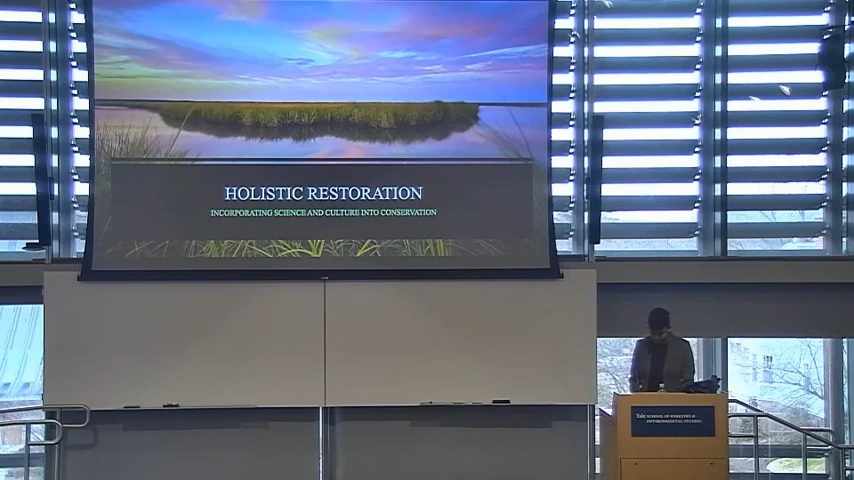 HOLISTIC RESTORATION
INCORPORATING SCIENCE AND CULTURE INTO CONSERVATION
Yale SCHOOL OF FORESTRY &
ENVIRONMENTAL STUDIES